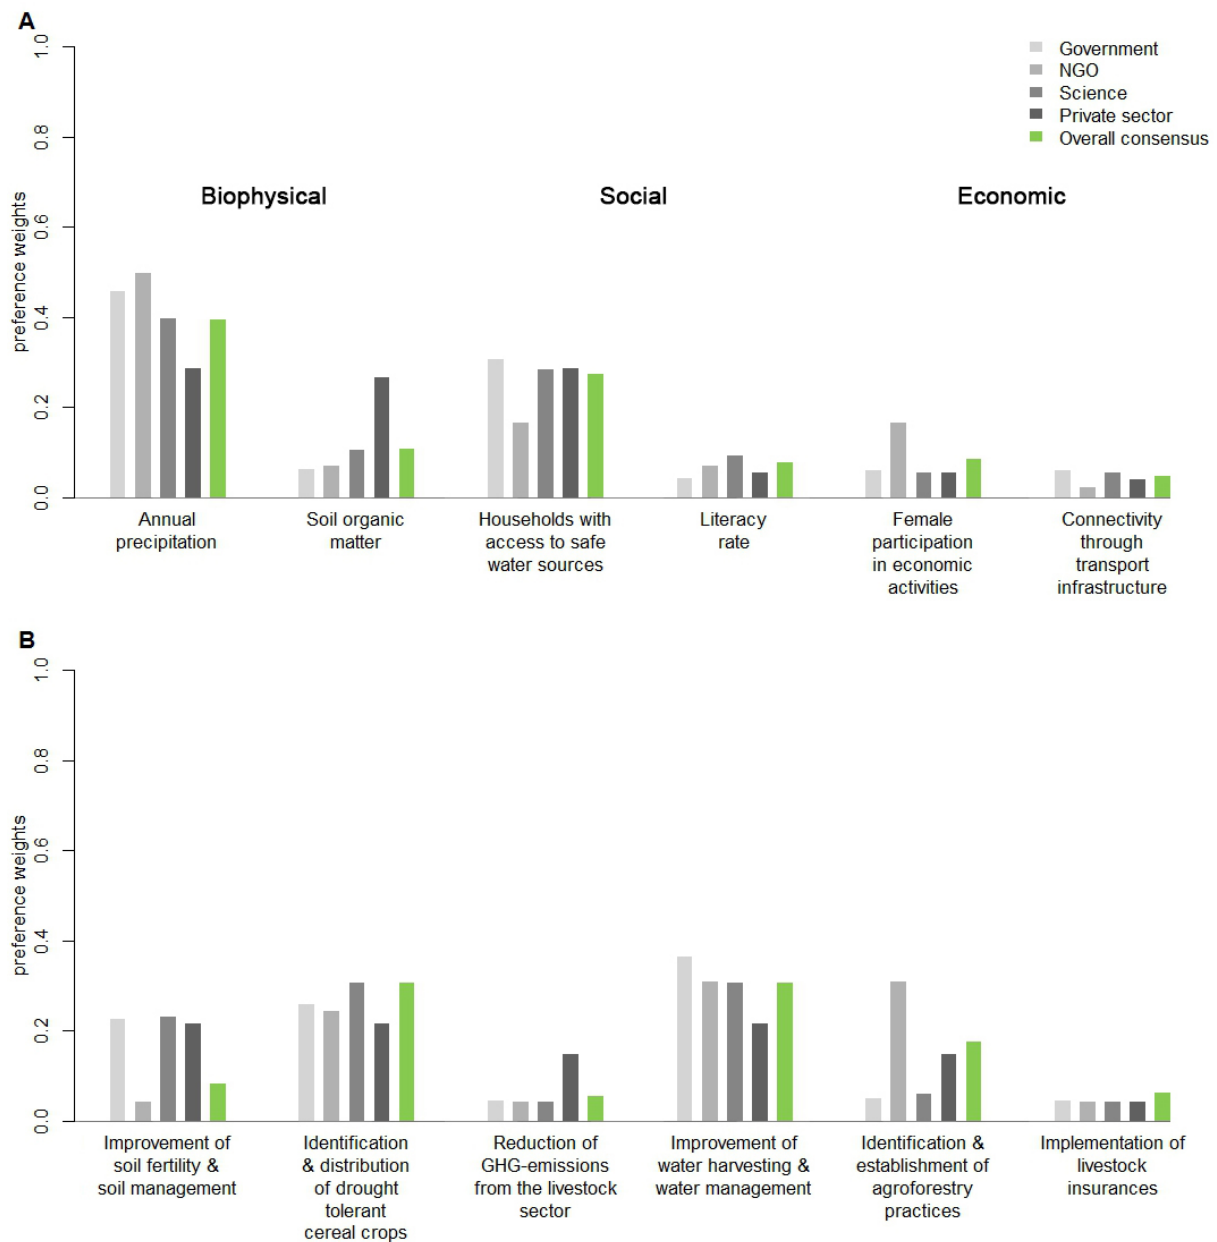 A
1.0
0.8
0.6
0.4
0.2
0.0
preference weights
Government
NGO
Science
Private sector
Overall consensus
Biophysical
Social
Economic
Annual
precipitation
Soil organic
matter
Households with
access to safe
water sources
Literacy
rate
Female
participation
in economic
activities
Connectivity
through
transport
infrastructure
B
1.0
0.8
0.6
0.4
0.2
0.0
preference weights
Improvement of
soil fertility &
soil management
Identification
& distribution
of drought
tolerant
cereal crops
Reduction of
GHG-emissions
from the livestock
sector
Improvement of
water harvesting &
water management
Identification &
establishment of
agroforestry
practices
Implementation of
livestock
insurances